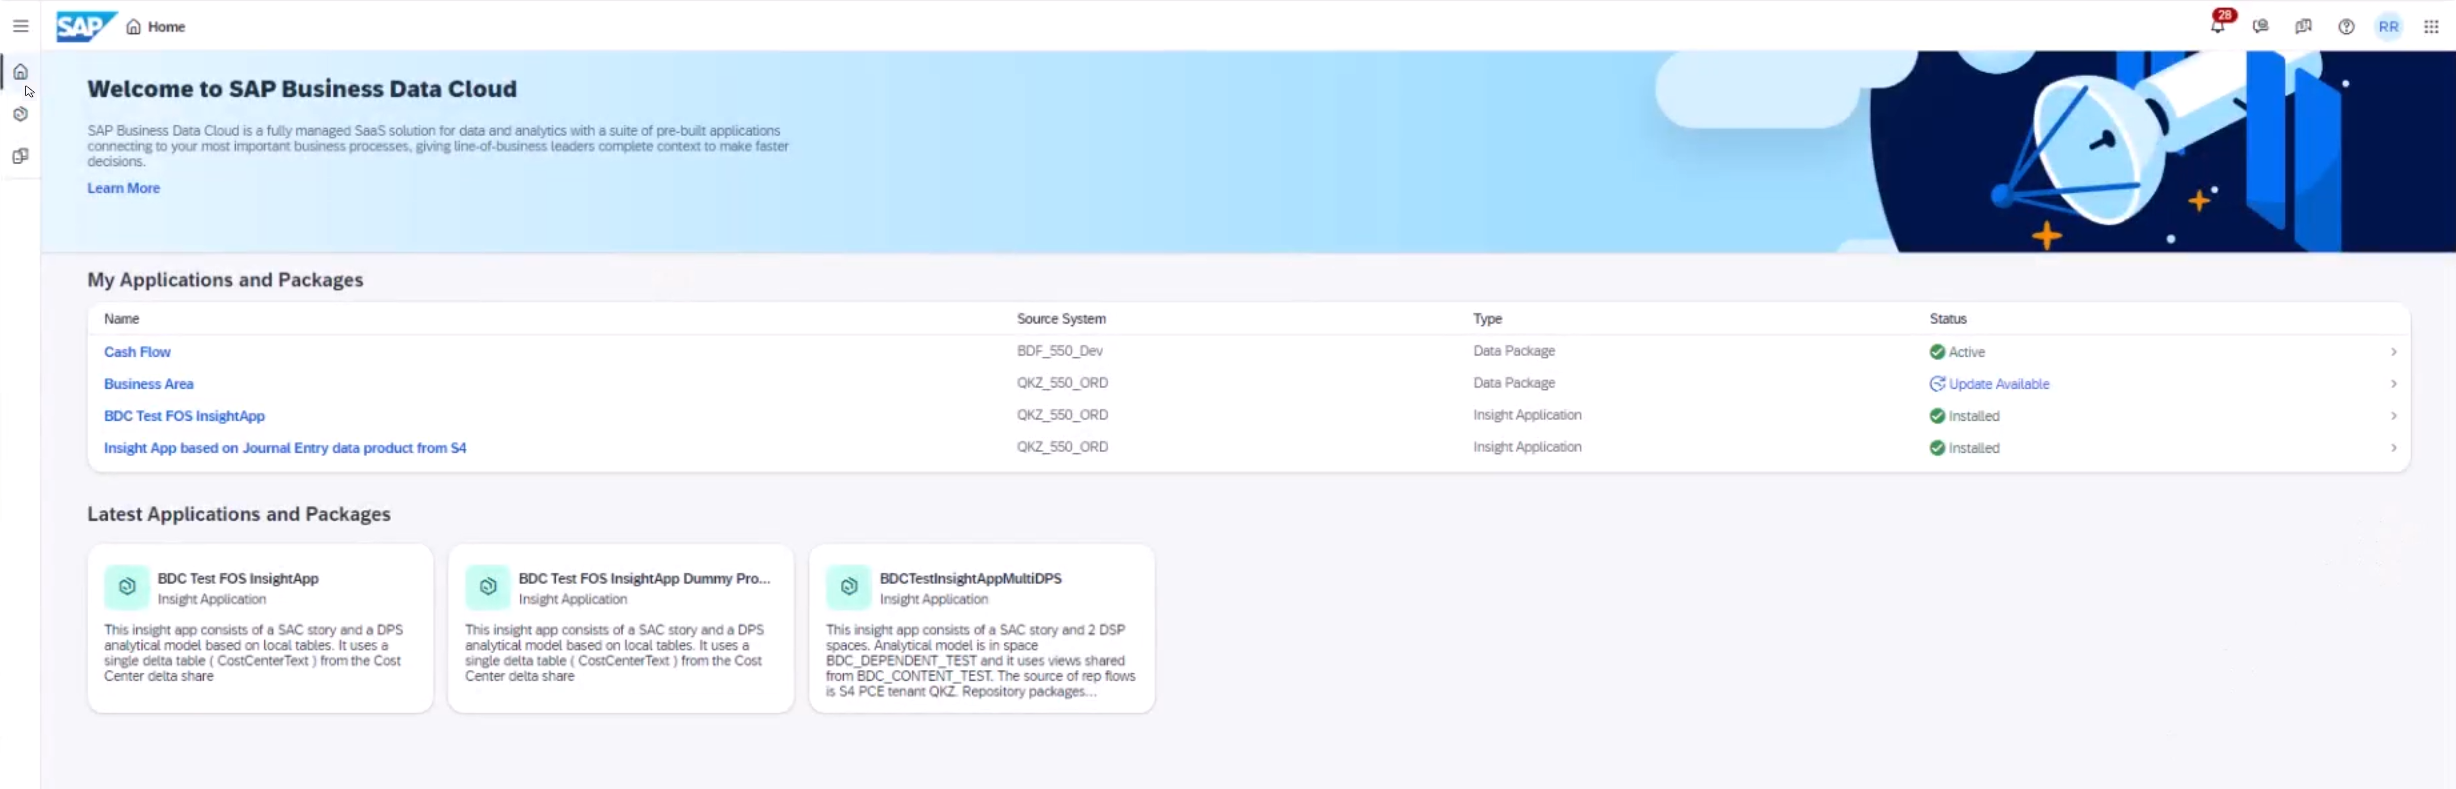 SAP Home 28 RR
Welcome to SAP Business Data Cloud
SAP Business Data Cloud is a fully managed SaaS solution for data and analytics with a suite of pre-built applications
connecting to your most important business processes, giving line-of-business leaders complete context to make faster
decisions.
Learn More
My Applications and Packages
Name Source System Type Status
Cash Flow BDF_550_Dev Data Package Active
Business Area QKZ_550_ORD Data Package Update Available
BDC Test FOS InsightApp QKZ_550_ORD Insight Application Installed
Insight App based on Journal Entry data product from S4 QKZ_550_ORD Insight Application Installed
Latest Applications and Packages
BDC Test FOS InsightApp
Insight Application
This insight app consists of a SAC story and a DPS
analytical model based on local tables. It uses a
single delta table ( CostCenterText ) from the Cost
Center delta share
BDC Test FOS InsightApp Dummy Pro...
Insight Application
This insight app consists of a SAC story and a DPS
analytical model based on local tables. It uses a
single delta table ( CostCenterText ) from the Cost
Center delta share
BDCTestInsightAppMultiDPS
Insight Application
This insight app consists of a SAC story and 2 DSP
spaces. Analytical model is in space
BDC_DEPENDENT_TEST and it uses views shared
from BDC_CONTENT_TEST. The source of rep flows
is S4 PCE tenant QKZ. Repository packages...